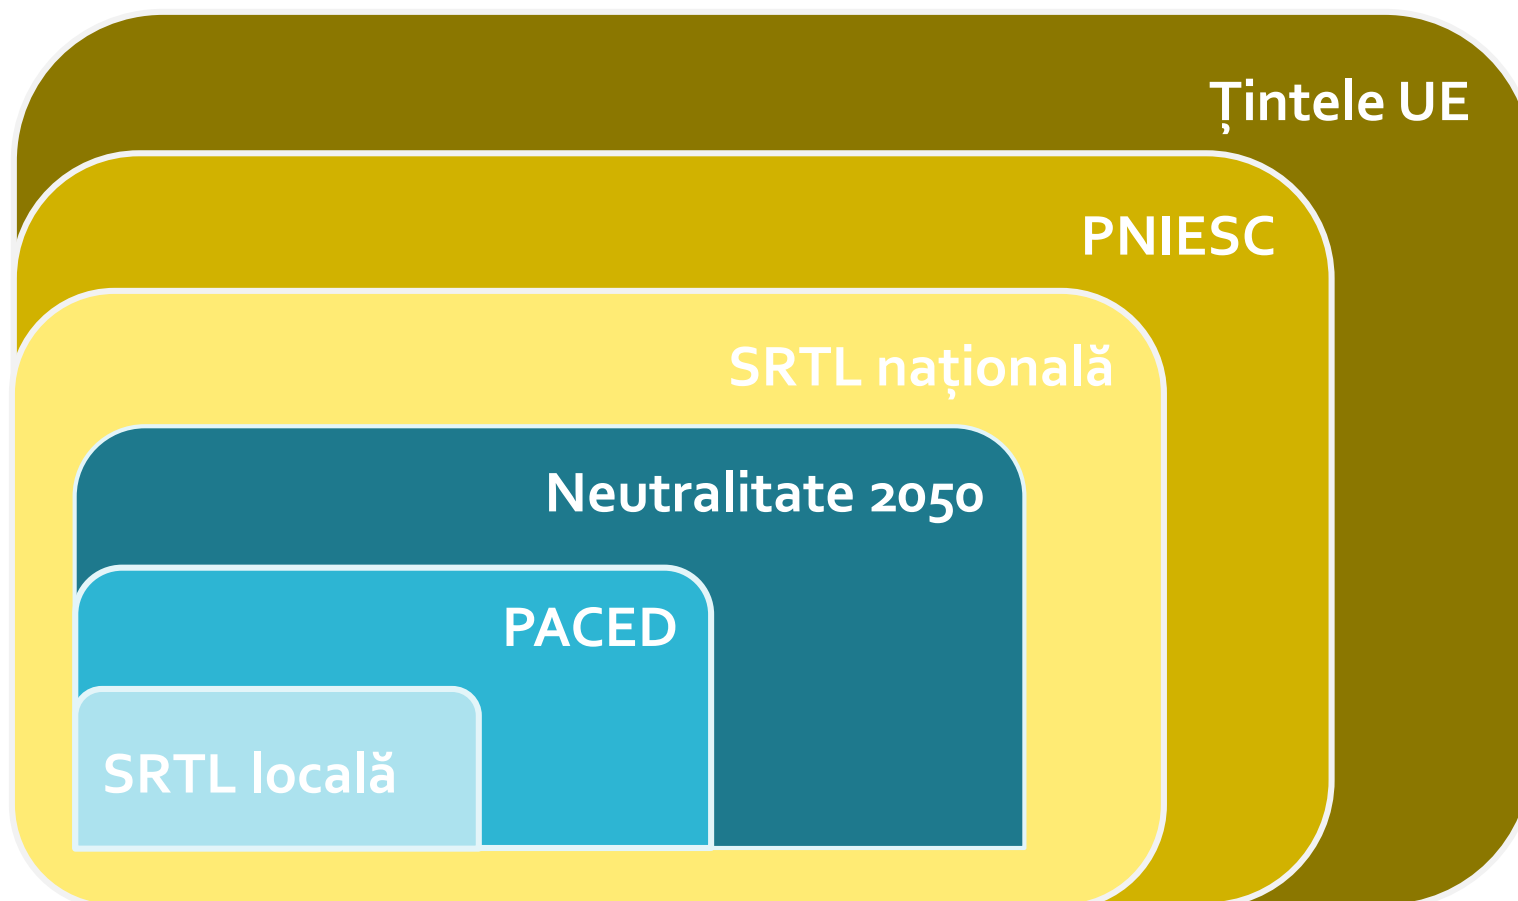 Țintele UE
PNIESC
SRTL națională
Neutralitate 2050
PACED
SRTL locală